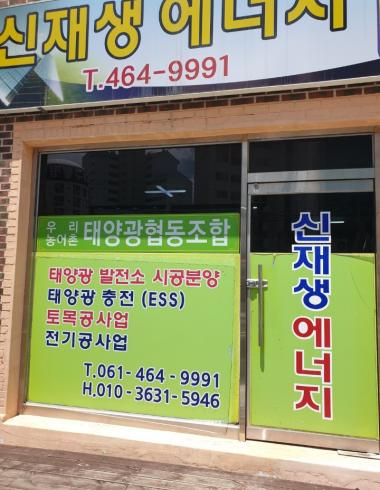 신재생 에너지
T.464-9991
우 리
농어촌 태양광협동조합
태양광 발전소 시공분양
태양광 충전 (ESS)
토목공사업
전기공사업
T.061-464-9991
H.010-3631-5946
신재생에너지